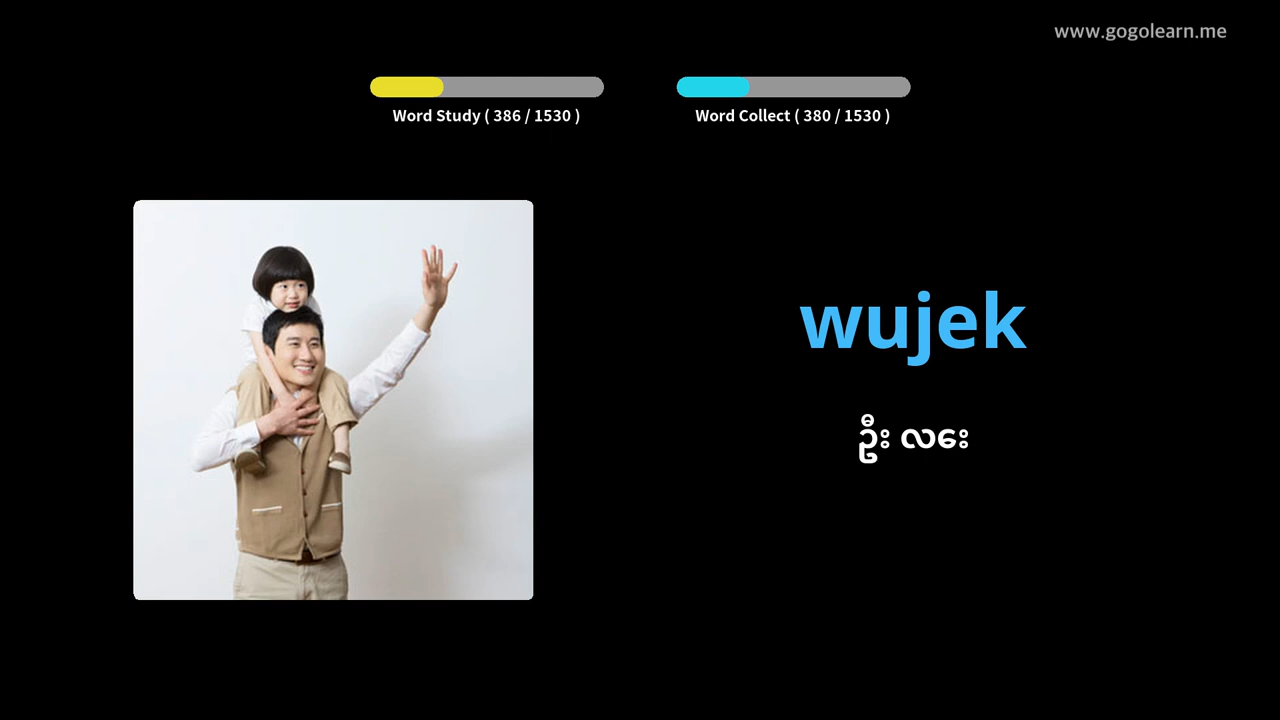 www.gogolearn.me
Word Study ( 386 / 1530 )
Word Collect ( 380 / 1530 )
wujek
ဦး လေး